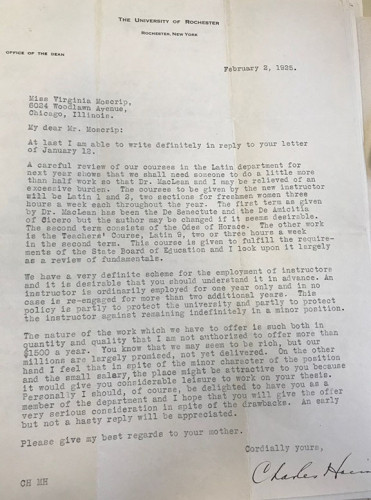 THE UNIVERSITY OF ROCHESTER
ROCHESTER, NEW YORK
OFFICE OF THE DEAN
February 2, 1925.
Miss Virginia Moscrip,
6024 Woodlawn Avenue,
Chicago, Illinois.
My dear Mr. Moscrip:
At last I am able to write definitely in reply to your letter
of January 12.
A careful review of our courses in the Latin department for
next year shows that we shall need someone to do a little more
than half work so that Dr. MacLean and I may be relieved of an
excessive burden. The courses to be given by the new instructor
will be Latin 1 and 2, two sections for freshmen women three
hours a week each throughout the year. The first term as given
by Dr. MacLean has been the De Senectute and the De Amicitia
of Cicero but the author may be changed if it seems desirable.
The second term consists of the Odes of Horace. The other work
is the Teachers' Course, Latin 9, two or three hours a week
in the second term. This course is given to fulfill the require-
ments of the State Board of Education and I look upon it largely
as a review of fundamentals.
We have a very definite scheme for the employment of instructors
and it is desirable that you should understand it in advance. An
instructor is ordinarily employed for one year only and in no
case is re-engaged for more than two additional years. This
policy is partly to protect the university and partly to protect
the instructor against remaining indefinitely in a minor position.
The nature of the work which we have to offer is such both in
quantity and quality that I am not authorized to offer more than
$1500 a year. You know that we may seem to be rich, but our
millions are largely promised, not yet delivered. On the other
hand I feel that in spite of the minor character of the position
and the small salary, the place might be attractive to you because
it would give you considerable leisure to work on your thesis.
Personally I should, of course, be delighted to have you as a
member of the department and I hope that you will give the offer
very serious consideration in spite of the drawbacks. An early
but not a hasty reply will be appreciated.
Please give my best regards to your mother.
Cordially yours,
Charles
CH MH